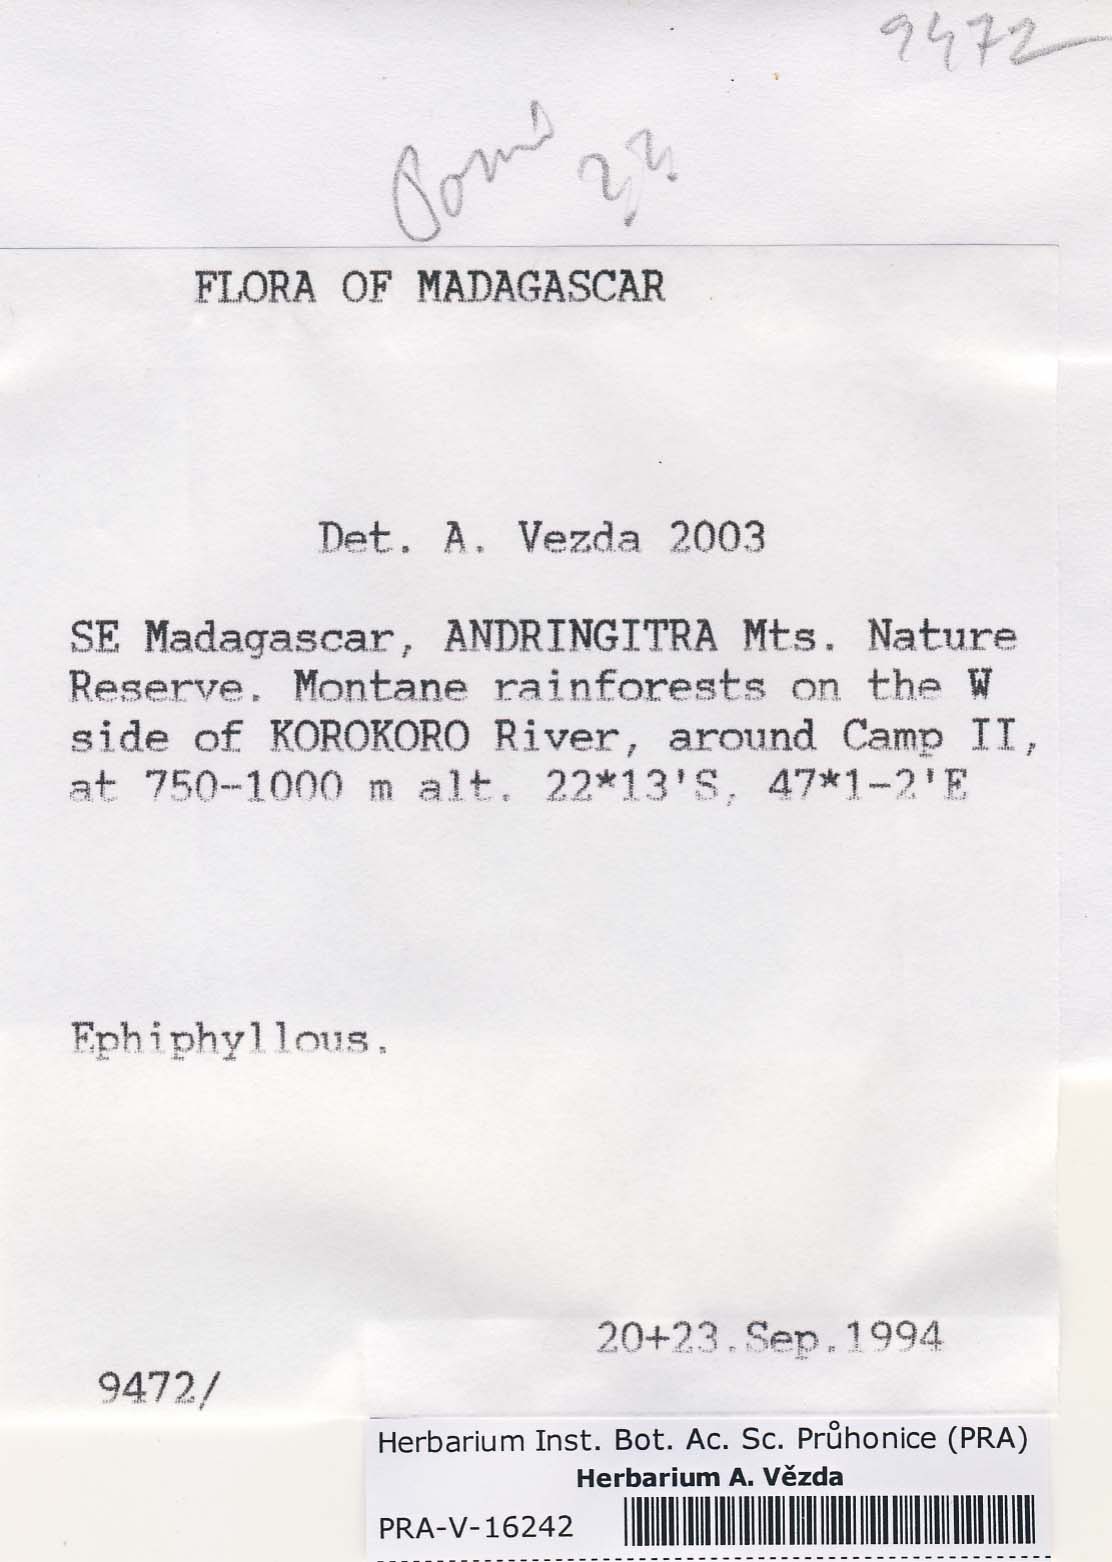 9472
FLORA OF MADAGASCAR
Det. A. Vezda 2003
SE Madagascar, ANDRINGITRA Mts. Nature
Reserve. Montane rainforests on the W
side of KOROKORO River, around Camp II,
at 750-1000 m alt. 22*13'S, 47*1-2'E
Ephiphyllous.
20+23.Sep.1994
9472/
Herbarium Inst. Bot. Ac. Sc. Průhonice (PRA)
Herbarium A. Vězda
PRA-V-16242